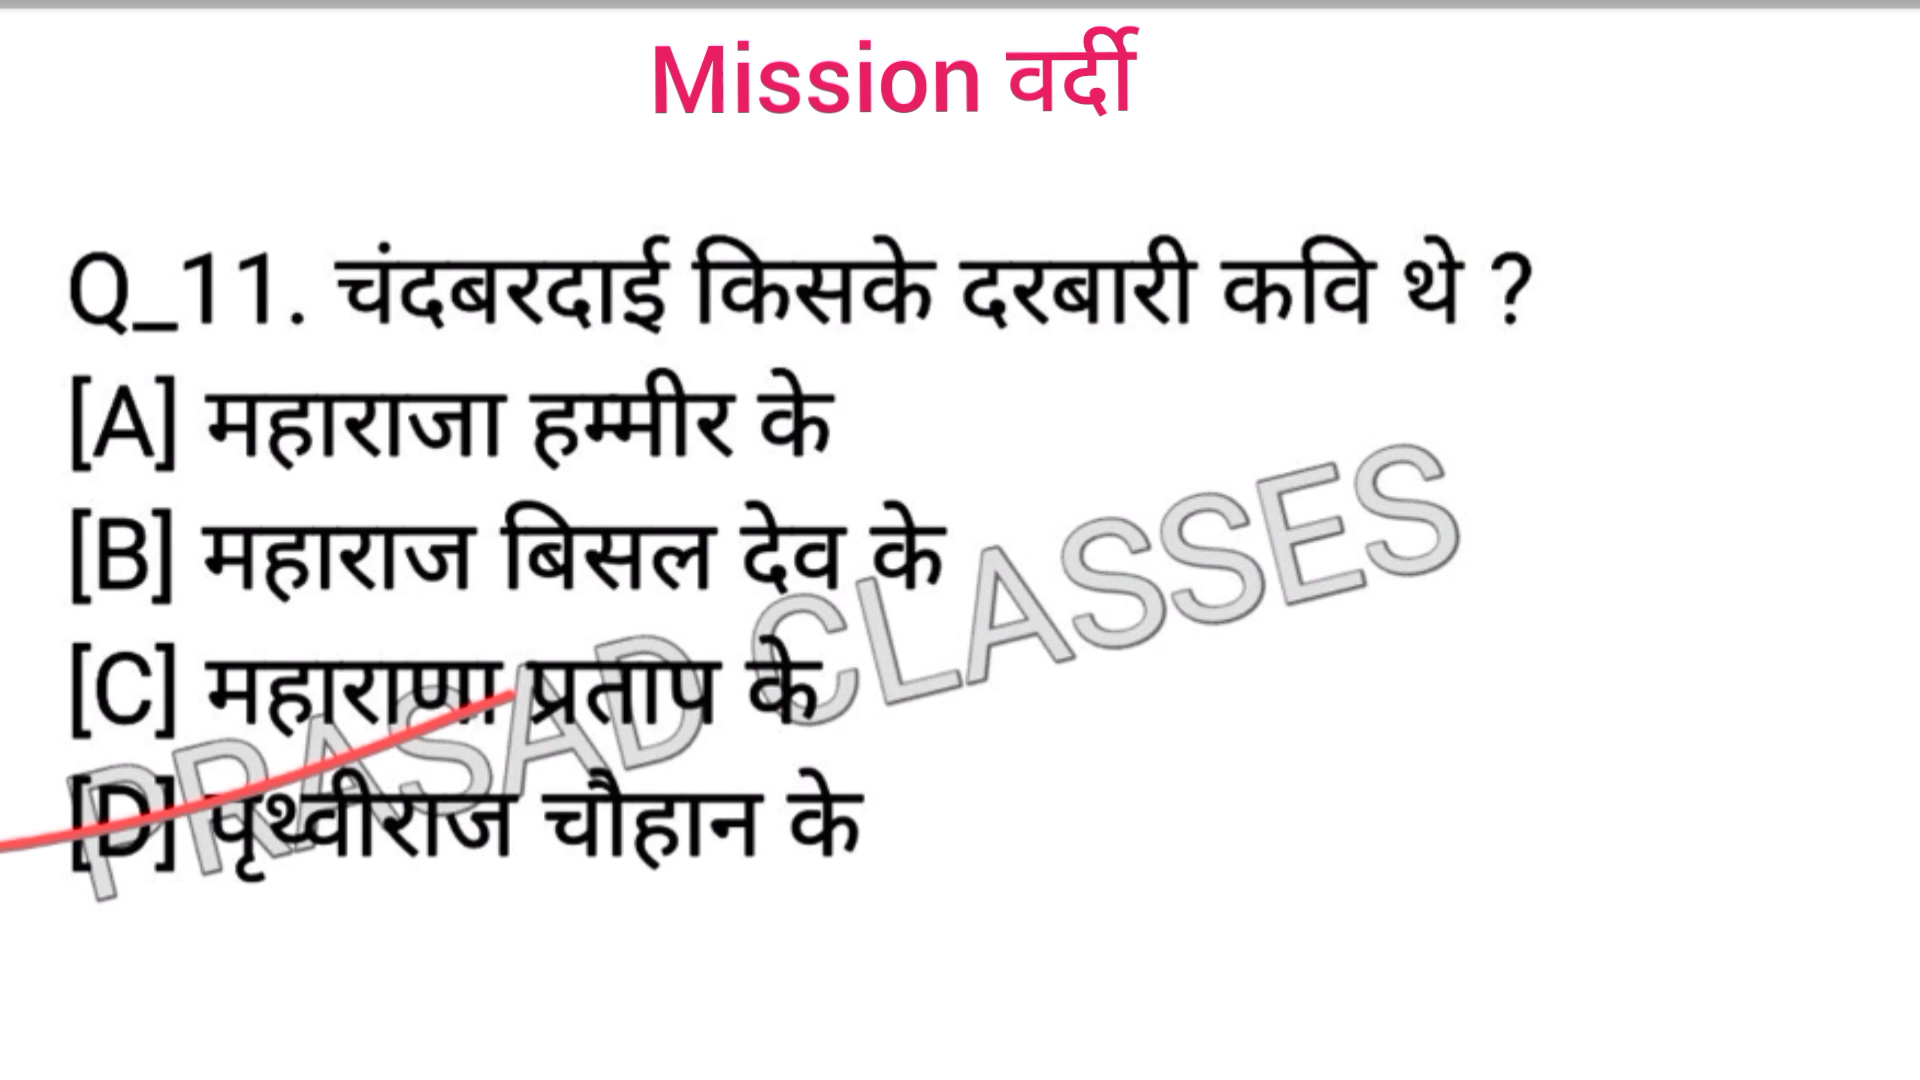 Mission वर्दी
Q_11. चंदबरदाई किसके दरबारी कवि थे ?
[A] महाराजा हम्मीर के
[B] महाराज बिसल देव के
[C] महाराणा प्रताप के
[D] पृथ्वीराज चौहान के
PRASAD CLASSES